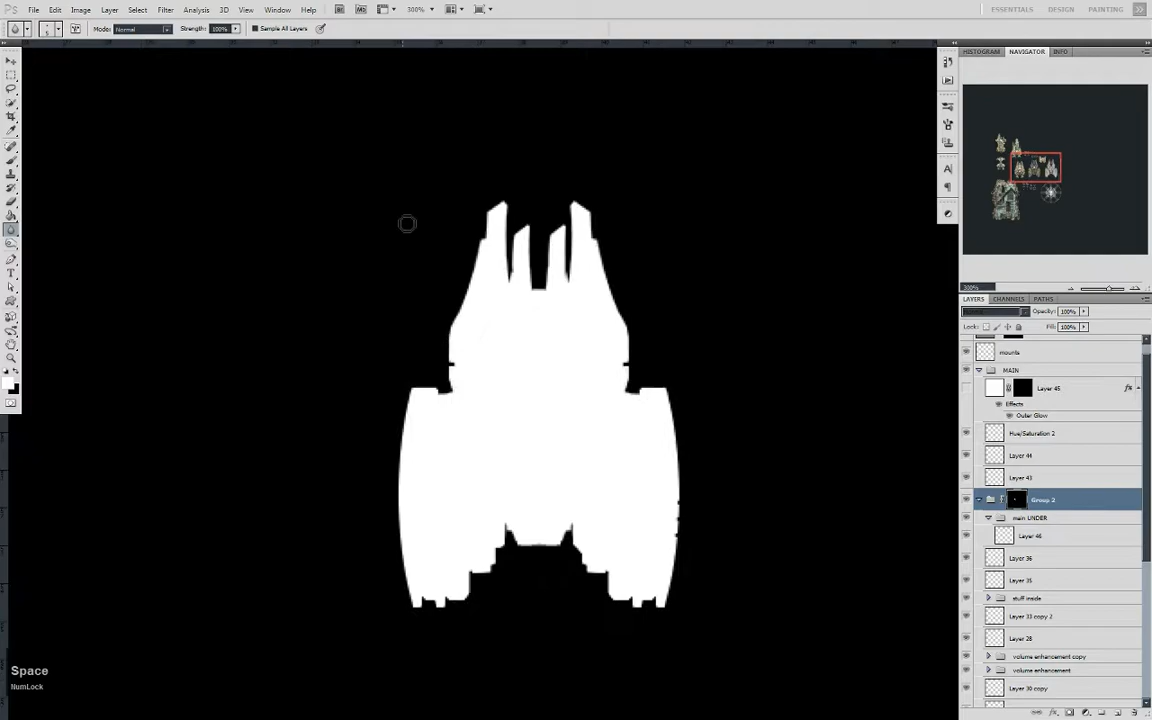 File Edit Image Layer Select Filter Analysis 3D View Window Help 300% ESSENTIALS DESIGN PAINTING
Mode: Normal Strength: 100% Sample All Layers
HISTOGRAM NAVIGATOR INFO
300%
LAYERS CHANNELS PATHS
Opacity: 100%
Lock: Fill: 100%
mounts
MAIN
Layer 45
Effects
Outer Glow
Hue/Saturation 2
Layer 44
Layer 43
Group 2
main UNDER
Layer 46
Layer 36
Layer 35
stuff inside
Layer 33 copy 2
Layer 28
volume enhancement copy
volume enhancement
Layer 30 copy
Space
NumLock